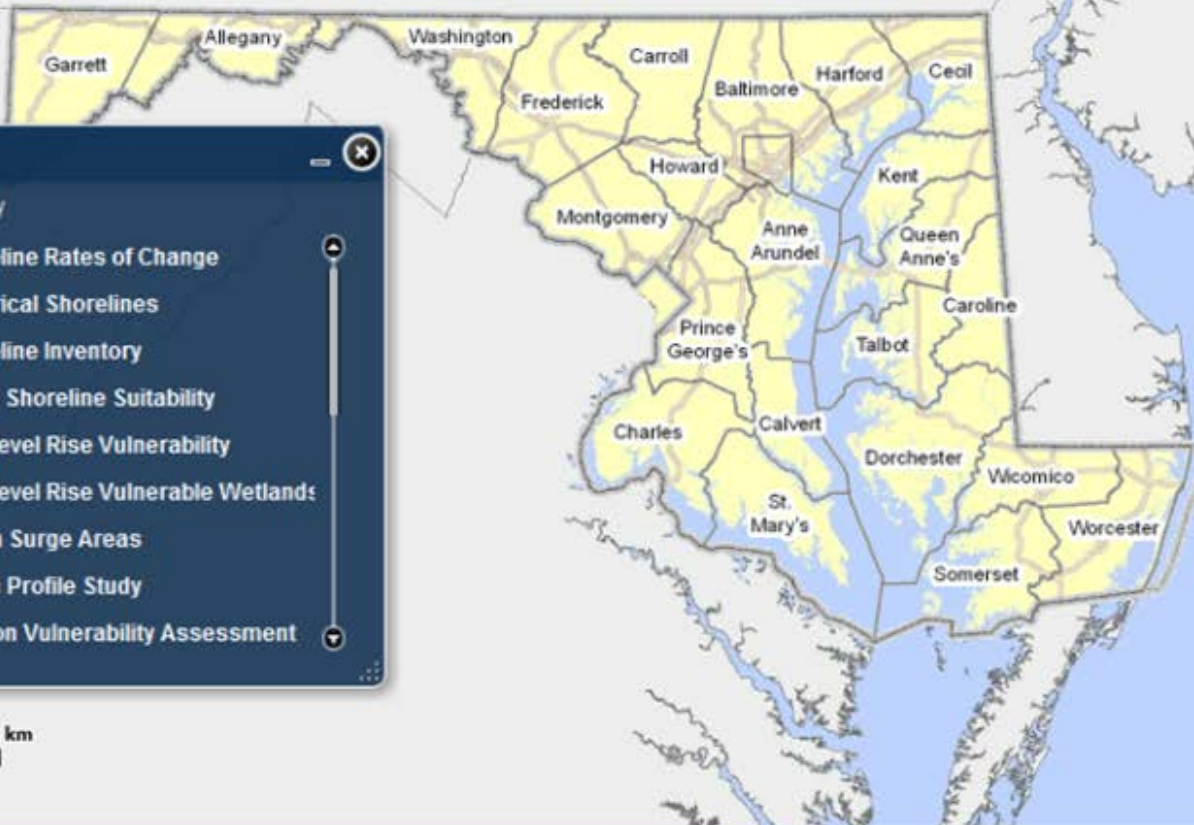 Garrett
Allegany
Washington
Frederick
Carroll
Baltimore
Harford
Cecil
Howard
Montgomery
Kent
Anne
Arundel
Queen
Anne's
Caroline
Prince
George's
Talbot
Calvert
Charles
Dorchester
Wicomico
St.
Mary's
Worcester
Somerset
y
line Rates of Change
ical Shorelines
line Inventory
Shoreline Suitability
evel Rise Vulnerability
evel Rise Vulnerable Wetlands
Surge Areas
Profile Study
on Vulnerability Assessment
km